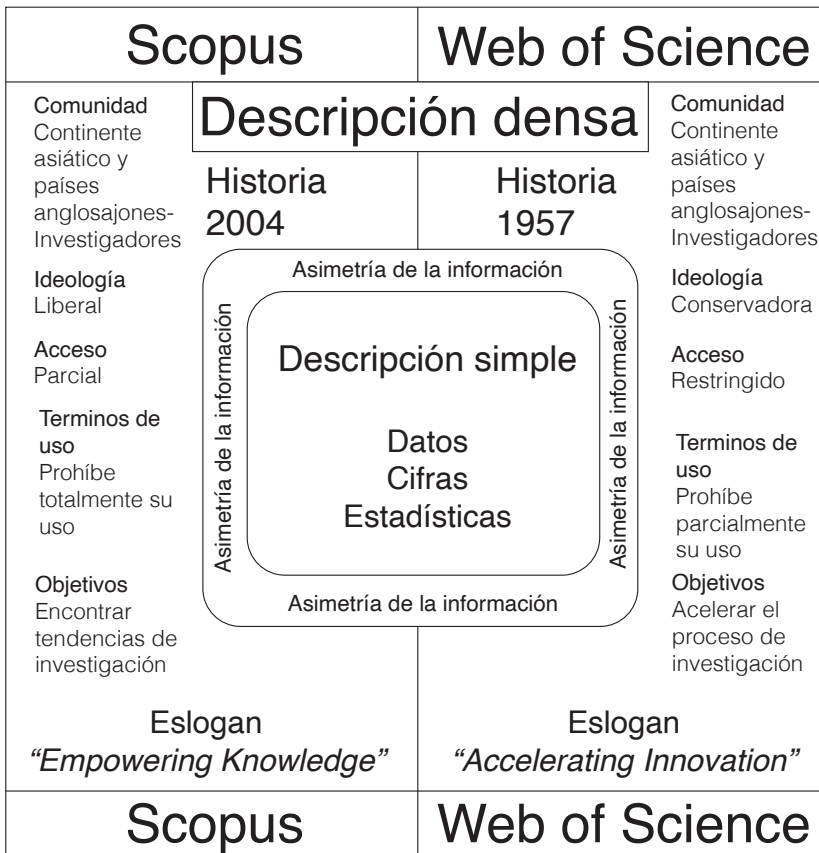 Scopus
Web of Science
Descripción densa
Comunidad
Continente
asiático y
países
anglosajones-
Investigadores
Historia
2004
Historia
1957
Comunidad
Continente
asiático y
países
anglosajones-
Investigadores
Ideología
Liberal
Acceso
Parcial
Terminos de
uso
Prohíbe
totalmente su
uso
Objetivos
Encontrar
tendencias de
investigación
Asimetría de la información
Asimetría de la información
Descripción simple
Datos
Cifras
Estadísticas
Asimetría de la información
Asimetría de la información
Ideología
Conservadora
Acceso
Restringido
Terminos de
uso
Prohíbe
parcialmente
su uso
Objetivos
Acelerar el
proceso de
investigación
Eslogan
“Empowering Knowledge”
Eslogan
“Accelerating Innovation”
Scopus
Web of Science